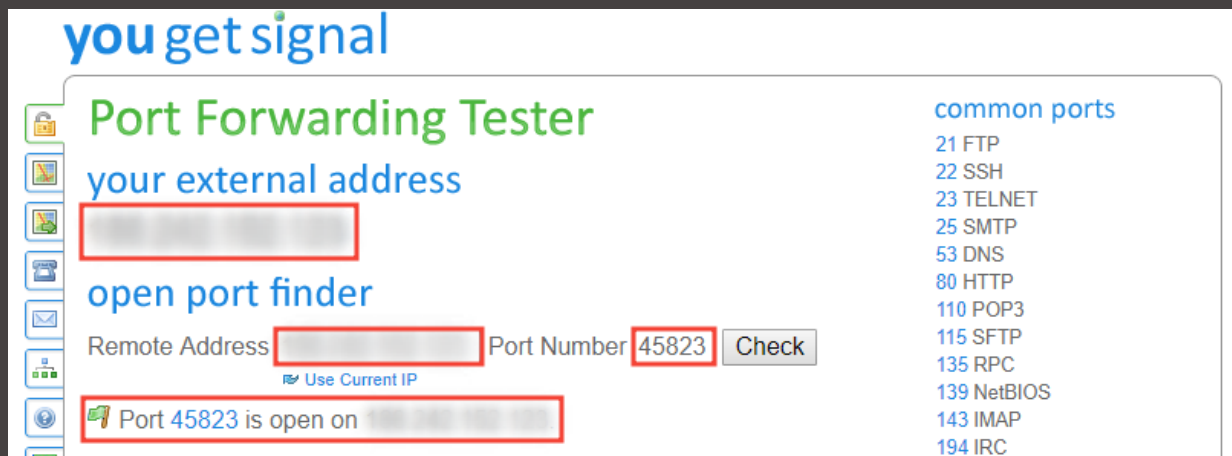 you get signal
Port Forwarding Tester
your external address
open port finder
Remote Address Port Number 45823 Check
Use Current IP
Port 45823 is open on
common ports
21 FTP
22 SSH
23 TELNET
25 SMTP
53 DNS
80 HTTP
110 POP3
115 SFTP
135 RPC
139 NetBIOS
143 IMAP
194 IRC